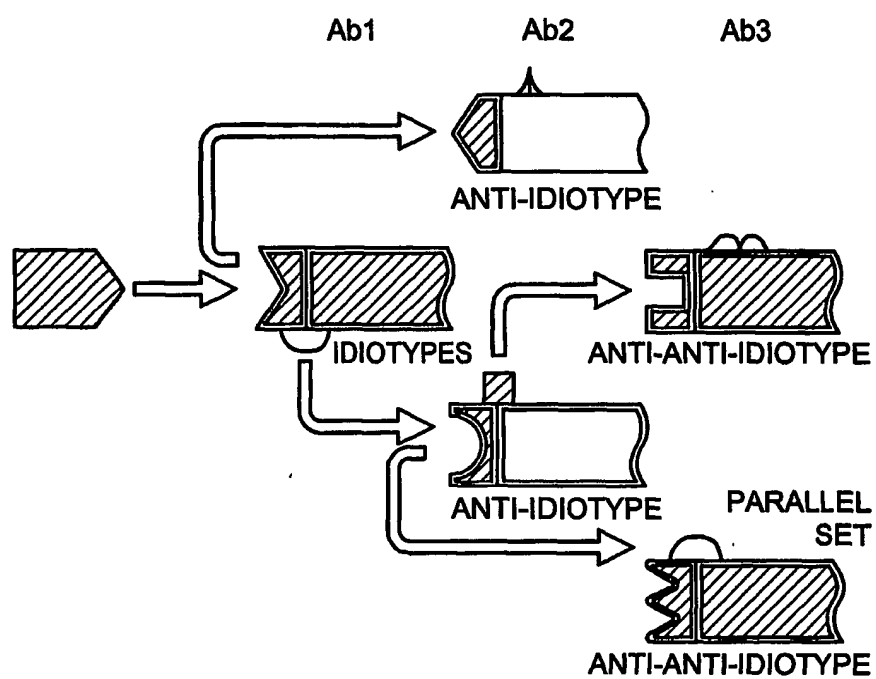 Ab1 Ab2 Ab3
ANTI-IDIOTYPE
IDIOTYPES
ANTI-ANTI-IDIOTYPE
ANTI-IDIOTYPE
PARALLEL
SET
ANTI-ANTI-IDIOTYPE